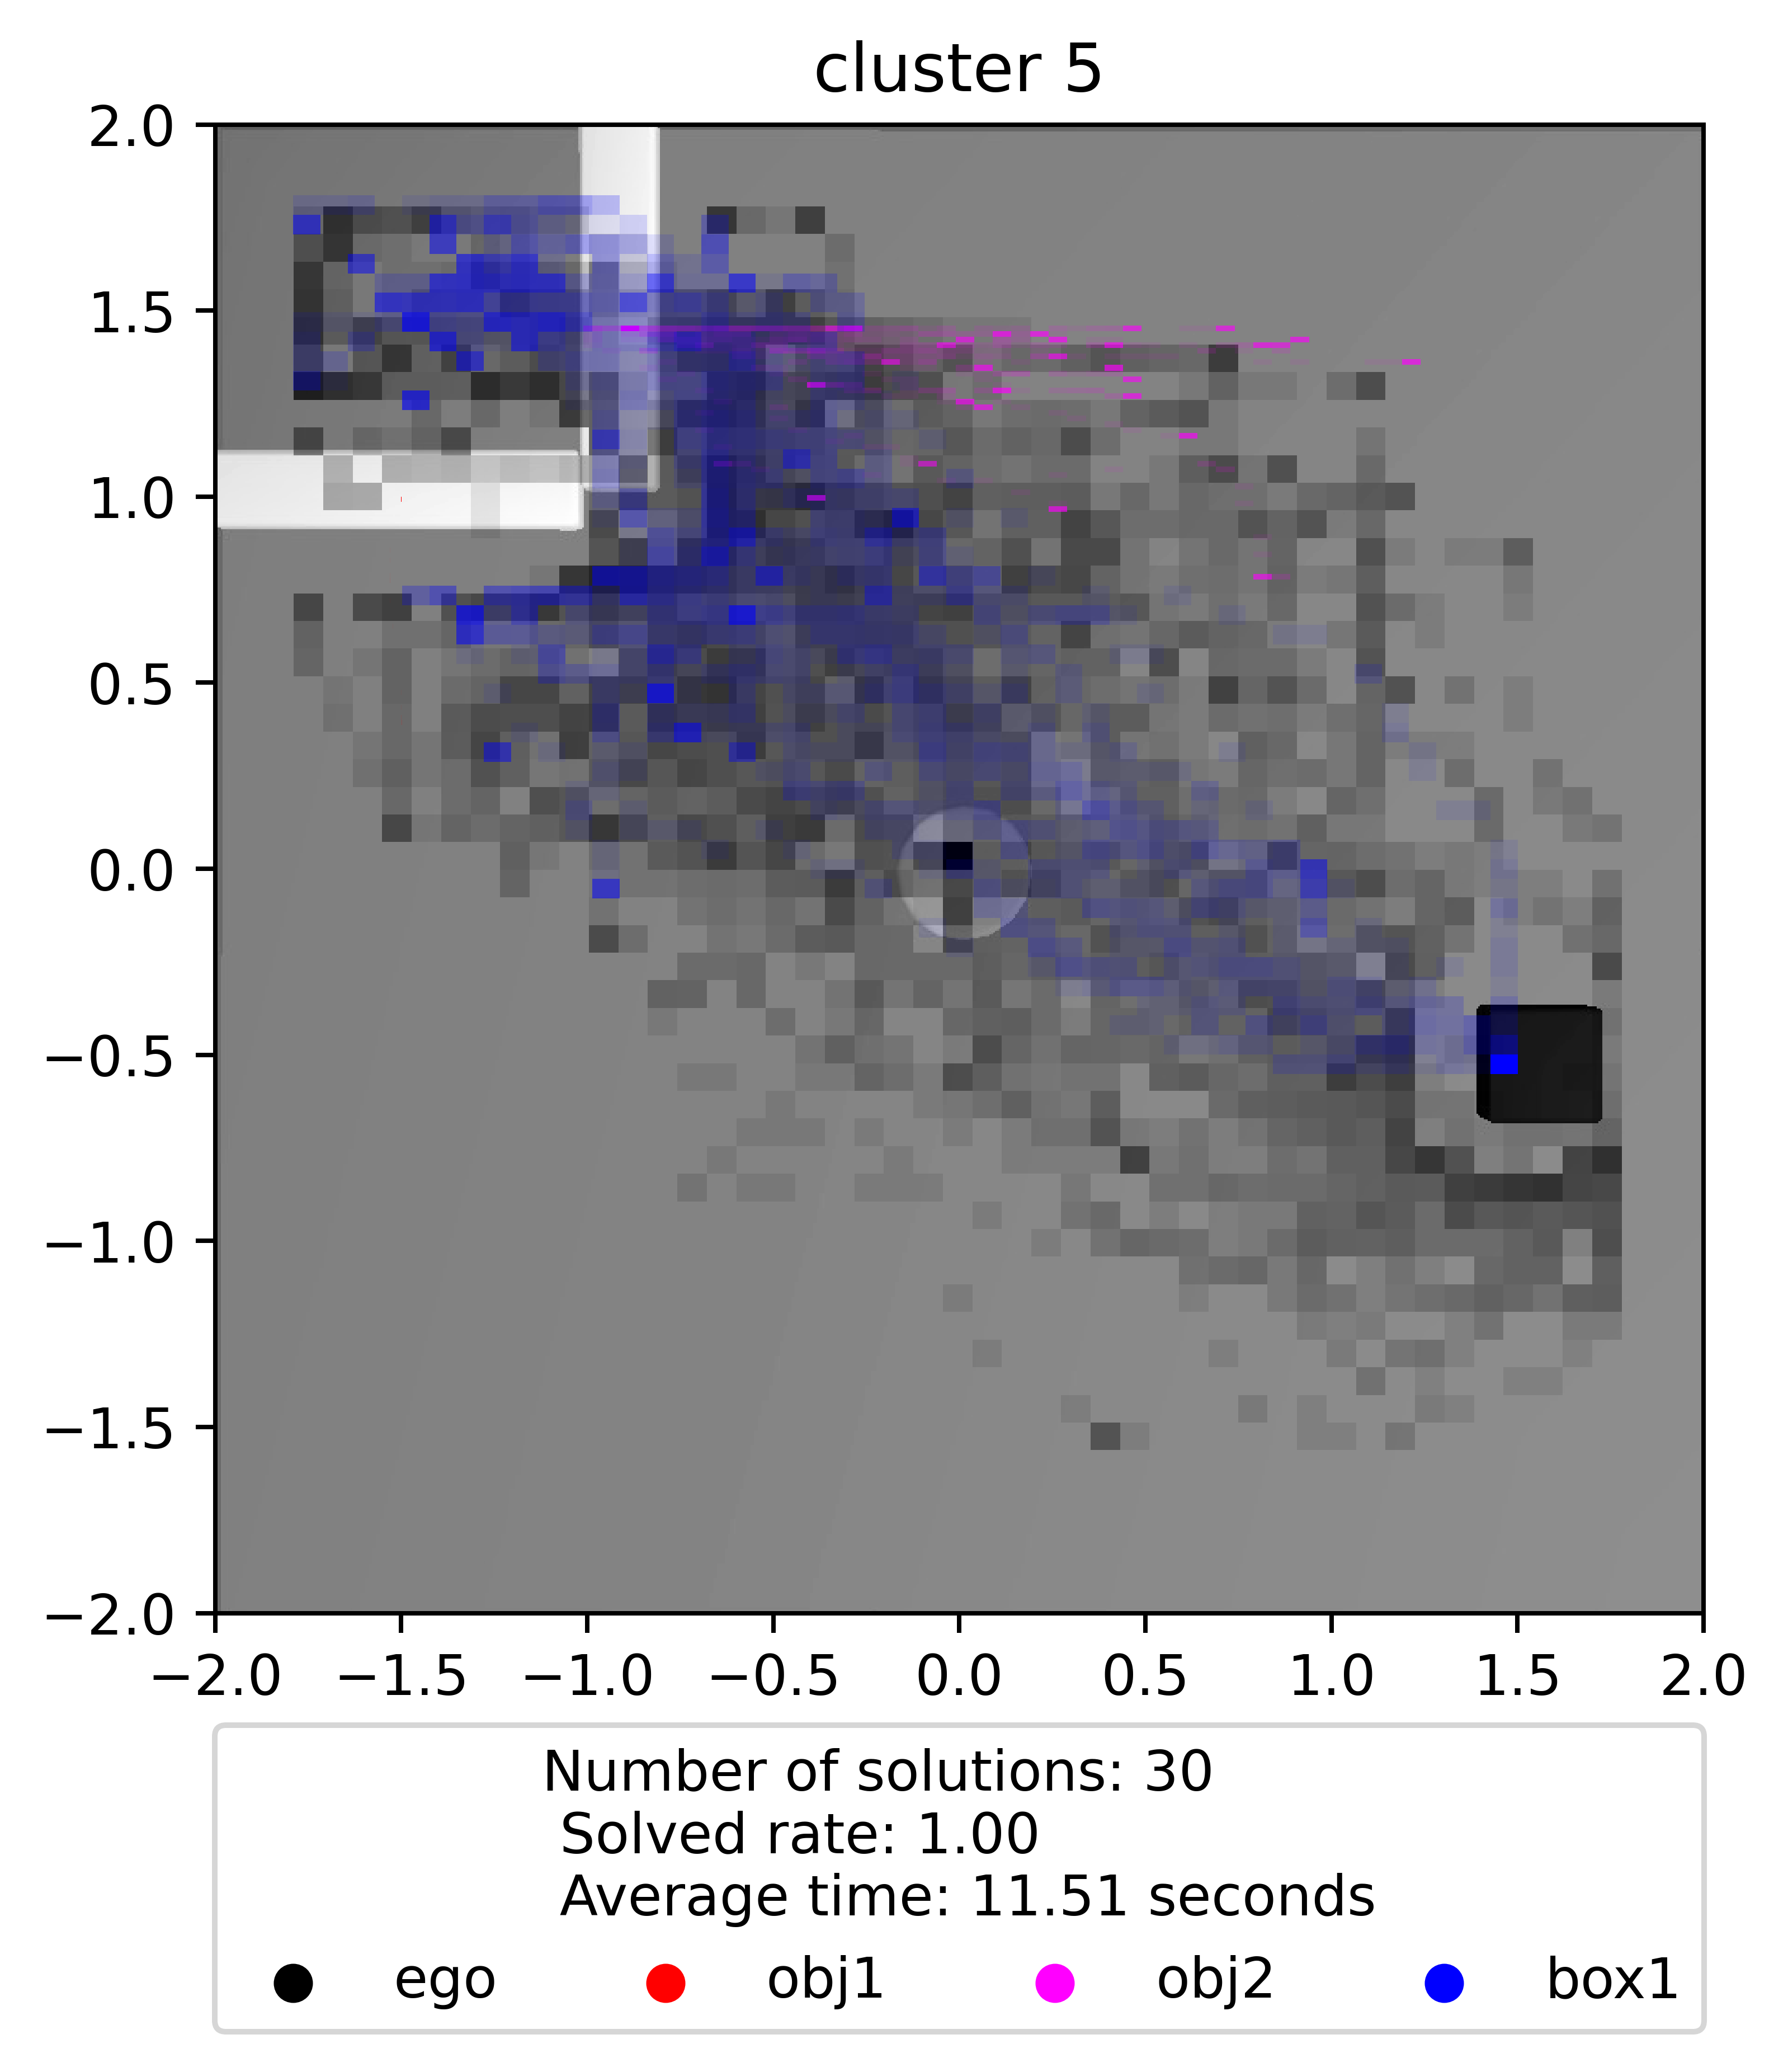 cluster 5
2.0
1.5
1.0
0.5
0.0
−0.5
−1.0
−1.5
−2.0
−2.0 −1.5 −1.0 −0.5 0.0 0.5 1.0 1.5 2.0
Number of solutions: 30
Solved rate: 1.00
Average time: 11.51 seconds
ego obj1 obj2 box1